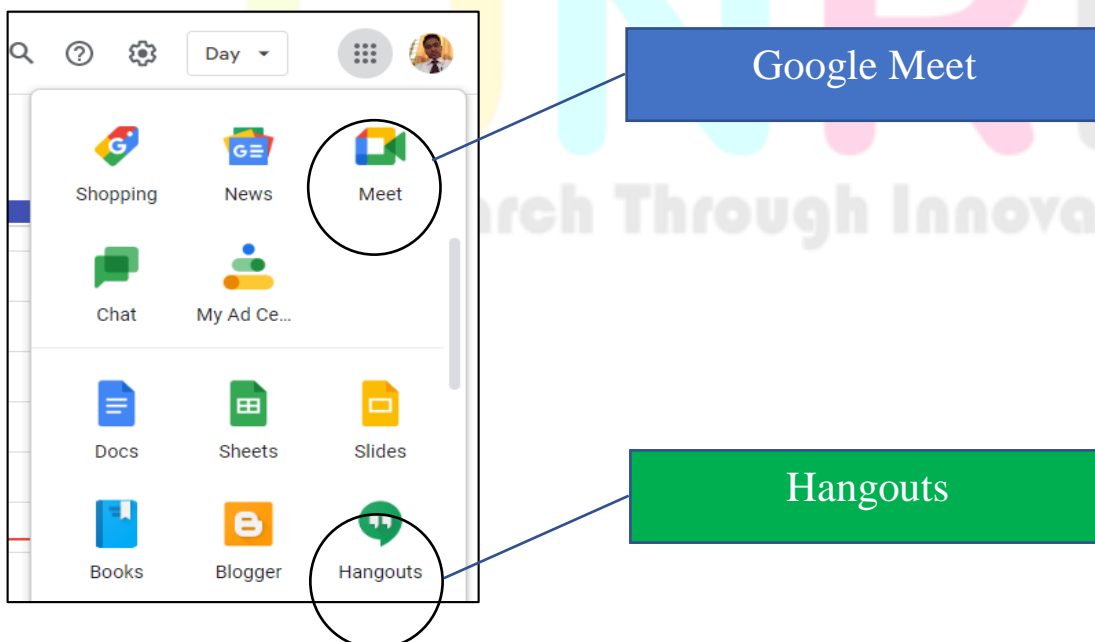 Day
Google Meet
Shopping News Meet
rch Through Innova
Chat My Ad Ce...
Docs Sheets Slides
Hangouts
Books Blogger Hangouts